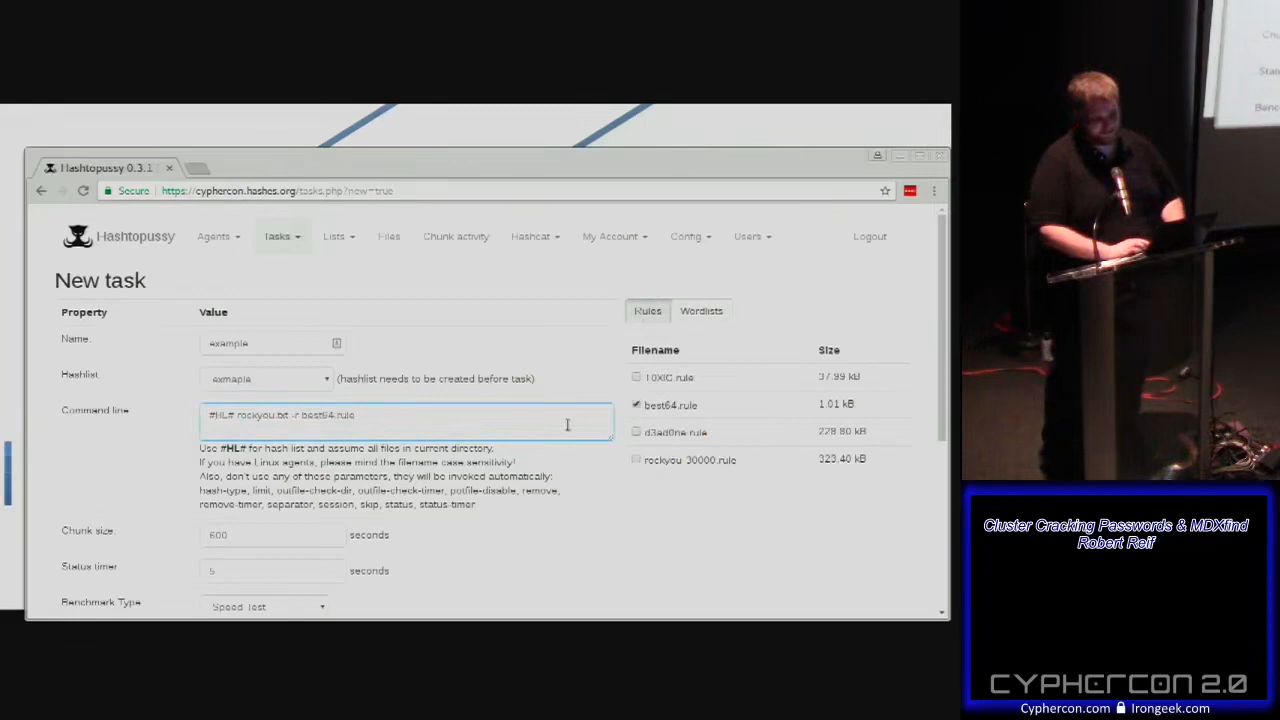 Hashtopussy 0.3.1
Secure https://cyphercon.hashes.org/tasks.php?new=true
Hashtopussy Agents Tasks Lists Files Chunk activity Hashcat My Account Config Users Logout
New task
Property Value
Name: example
Hashlist: exmaple (hashlist needs to be created before task)
Command line #HL# rockyou.txt -r best64.rule
Use #HL# for hash list and assume all files in current directory.
If you have Linux agents, please mind the filename case sensitivity!
Also, don't use any of these parameters, they will be invoked automatically:
hash-type, limit, outfile-check-dir, outfile-check-timer, potfile-disable, remove,
remove-timer, separator, session, skip, status, status-timer
Chunk size: 600 seconds
Status timer: 5 seconds
Benchmark Type Speed Test
Rules Wordlists
Filename Size
T0XlC.rule 37.99 kB
best64.rule 1.01 kB
d3ad0ne.rule 228.80 kB
rockyou-30000.rule 323.40 kB
Cluster Cracking Passwords & MDXfind
Robert Reif
CYPHERCON 2.0
Cyphercon.com Irongeek.com